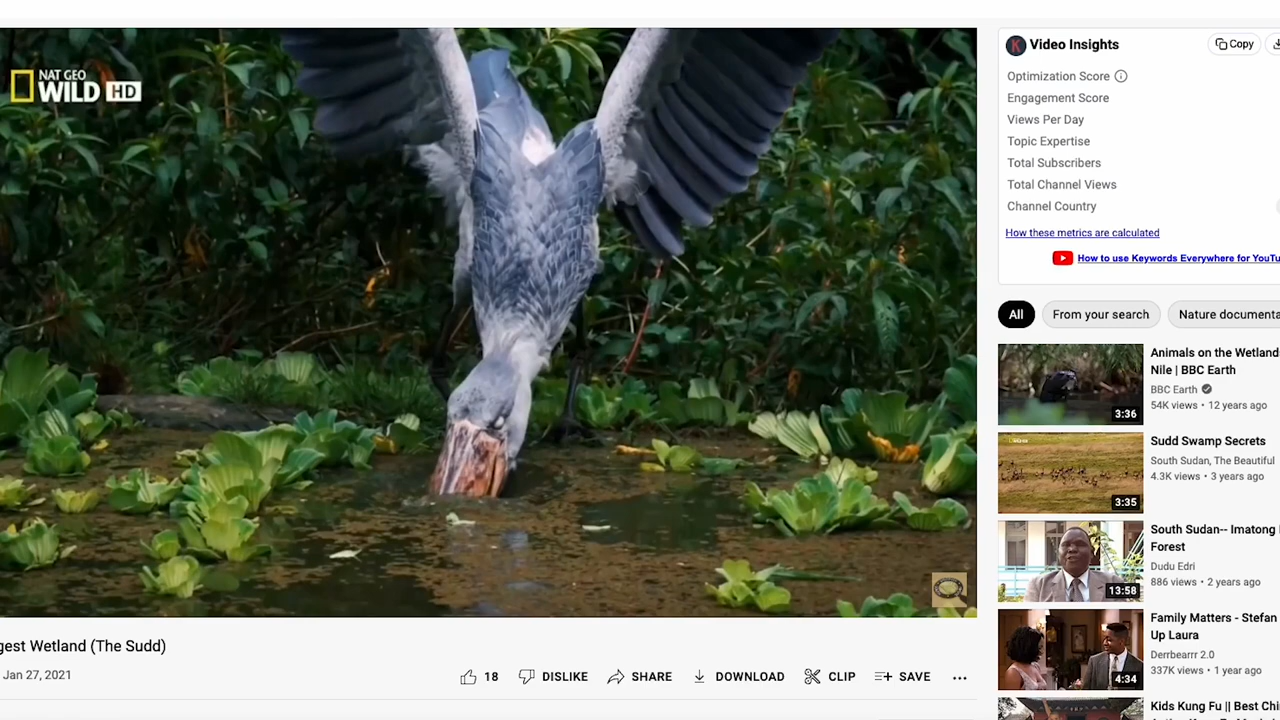 NAT GEO
WILD HD
gest Wetland (The Sudd)
Jan 27, 2021
18
DISLIKE
SHARE
DOWNLOAD
CLIP
SAVE
K Video Insights
Copy
Optimization Score
Engagement Score
Views Per Day
Topic Expertise
Total Subscribers
Total Channel Views
Channel Country
How these metrics are calculated
How to use Keywords Everywhere for YouTu
All
From your search
Nature documenta
3:36
Animals on the Wetland
Nile | BBC Earth
BBC Earth
54K views • 12 years ago
3:35
Sudd Swamp Secrets
South Sudan, The Beautiful
4.3K views • 3 years ago
13:58
South Sudan-- Imatong
Forest
Dudu Edri
886 views • 2 years ago
4:34
Family Matters - Stefan
Up Laura
Derrbearrr 2.0
337K views • 1 year ago
Kids Kung Fu || Best Chi